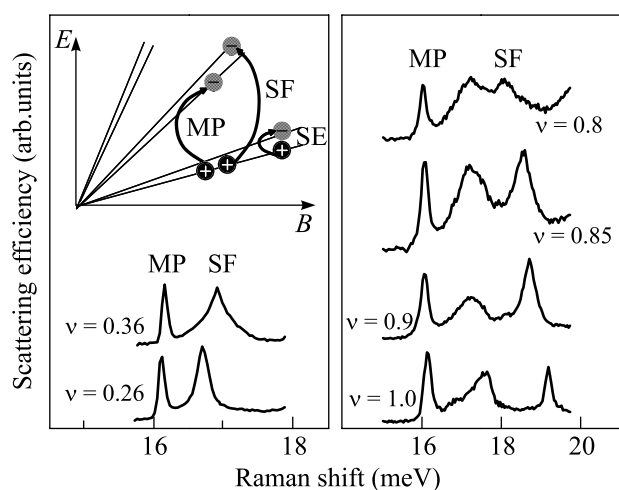 E
SF
MP
SE
B
MP SF
ν = 0.36
ν = 0.26
16
18
MP SF
ν = 0.8
ν = 0.85
ν = 0.9
ν = 1.0
16
18
20
Scattering efficiency (arb.units)
Raman shift (meV)